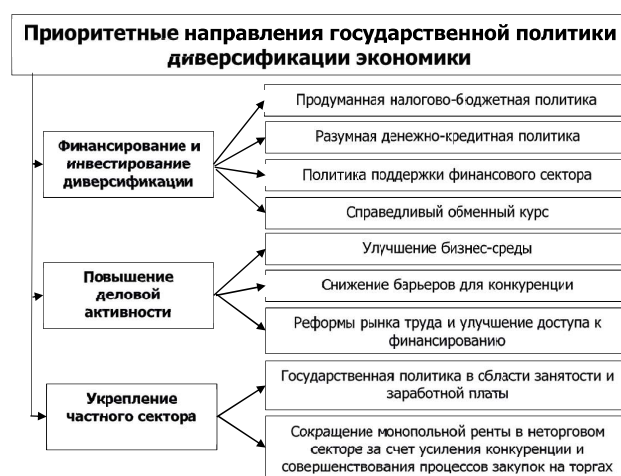 Приоритетные направления государственной политики
диверсификации экономики
Финансирование и
инвестирование
диверсификации
Продуманная налогово-бюджетная политика
Разумная денежно-кредитная политика
Политика поддержки финансового сектора
Справедливый обменный курс
Повышение
деловой
активности
Улучшение бизнес-среды
Снижение барьеров для конкуренции
Реформы рынка труда и улучшение доступа к
финансированию
Укрепление
частного сектора
Государственная политика в сбласти занятости и
заработной платы
Сокращение монопольной ренты в неторговом
секторе за счет усиления конкуренции и
совершенствования процессов закупок на торгах